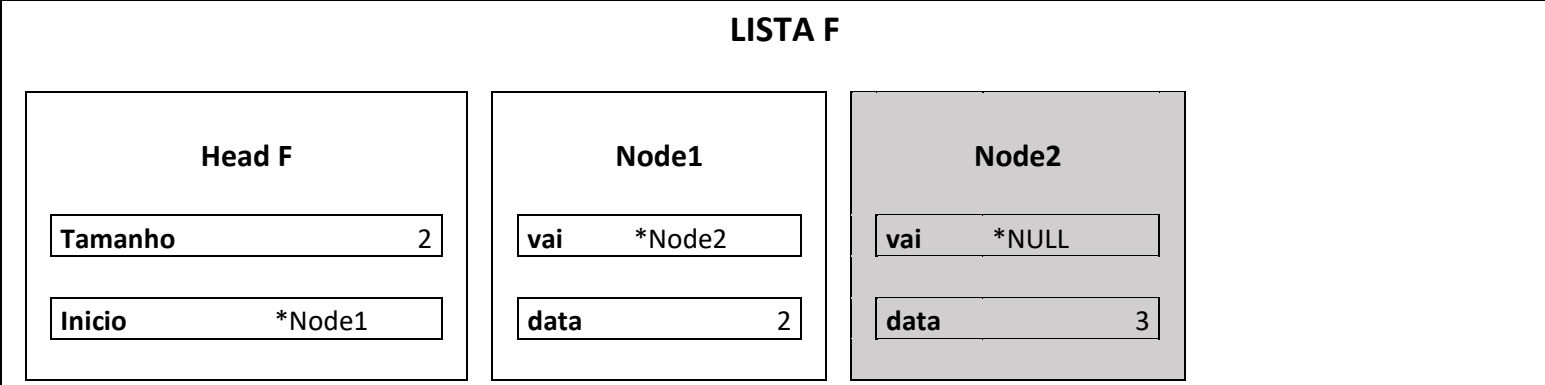 LISTA F
Head F Node1 Node2
Tamanho 2 vai *Node2 vai *NULL
Inicio *Node1 data 2 data 3